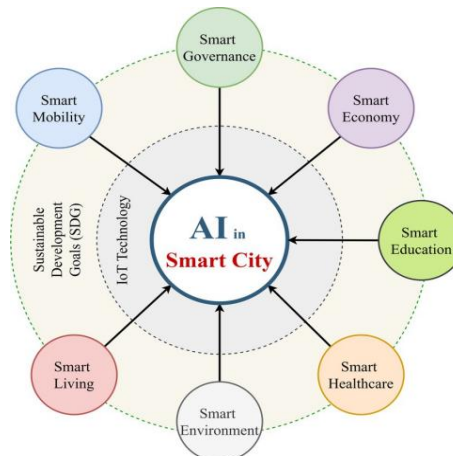 Smart
Governance
Smart
Mobility
Smart
Economy
Sustainable
Development
Goals (SDG)
IoT Technology
AI in
Smart City
Smart
Education
Smart
Living
Smart
Healthcare
Smart
Environment